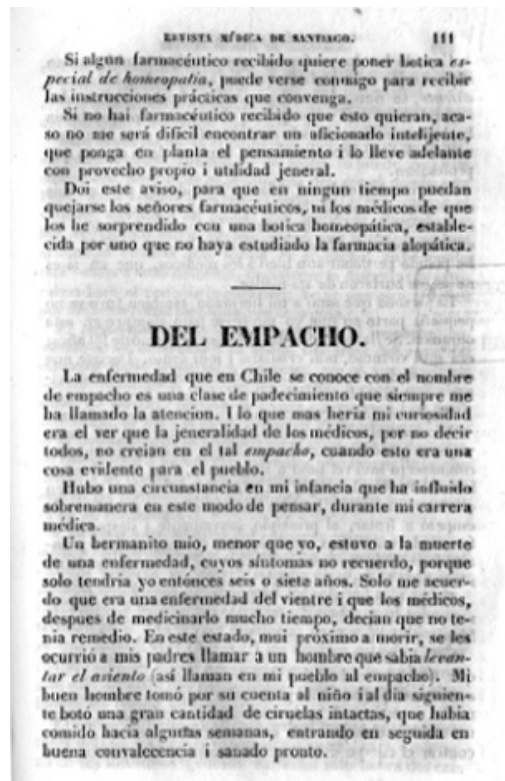 REVISTA MÉDICA DE SANTIAGO. 111
Si algun farmacéutico recibido quiere poner botica es-
pecial de homeopatía, puede verse conmigo para recibir
las instrucciones prácticas que convenga.
Si no hai farmacéutico recibido que esto quieran, aca-
so no me será dificil encontrar un aficionado intelijente,
que ponga en planta el pensamiento i lo lleve adelante
con provecho propio i utilidad jeneral.
Doi este aviso, para que en ningun tiempo puedan
quejarse los señores farmacéuticos, ni los médicos de que
los he sorprendido con una botica homeopática, estable-
cida por uno que no haya estudiado la farmacia alopática.
DEL EMPACHO.
La enfermedad que en Chile se conoce con el nombre
de empacho es una clase de padecimiento que siempre me
ha llamado la atencion. I lo que mas heria mi curiosidad
era el ver que la jeneralidad de los médicos, por no decir
todos, no creian en el tal empacho, cuando esto era una
cosa evidente para el pueblo.
Hubo una circunstancia en mi infancia que ha influido
sobremanera en este modo de pensar, durante mi carrera
médica.
Un hermanito mio, menor que yo, estuvo a la muerte
de una enfermedad, cuyos síntomas no recuerdo, porque
solo tendria yo entónces seis o siete años. Solo me acuer-
do que era una enfermedad del vientre i que los médicos,
despues de medicinarlo mucho tiempo, decian que no te-
nia remedio. En este estado, mui próximo a morir, se les
ocurrió a mis padres llamar a un hombre que sabia levan-
tar el asiento (así llaman en mi pueblo al empacho). Mi
buen hombre tomó por su cuenta al niño i al dia siguien-
te botó una gran cantidad de ciruelas intactas, que habia
comido hacia algunas semanas, entrando en seguida en
buena convalecencia i sanado pronto.